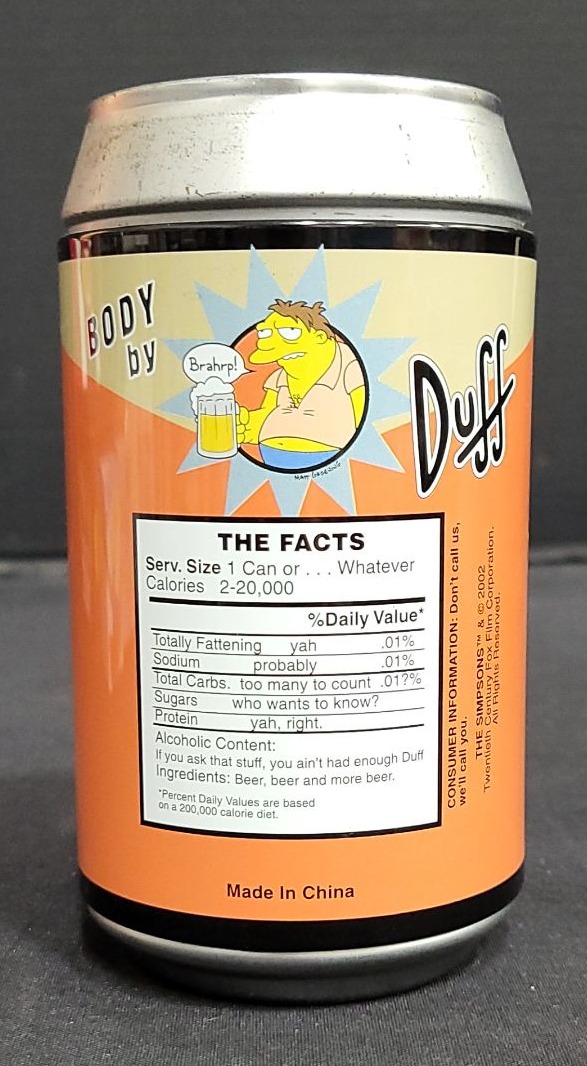 BODY
by
Brahrp!
Duff
MATT GROENING
THE FACTS
Serv. Size 1 Can or . . . Whatever
Calories 2-20,000
%Daily Value*
Totally Fattening yah .01%
Sodium probably .01%
Total Carbs. too many to count .01?%
Sugars who wants to know?
Protein yah, right.
Alcoholic Content:
If you ask that stuff, you ain't had enough Duff
Ingredients: Beer, beer and more beer.
*Percent Daily Values are based
on a 200,000 calorie diet.
CONSUMER INFORMATION: Don't call us,
we'll call you.
THE SIMPSONS™ & © 2002
Twentieth Century Fox Film Corporation.
All Rights Reserved.
Made In China